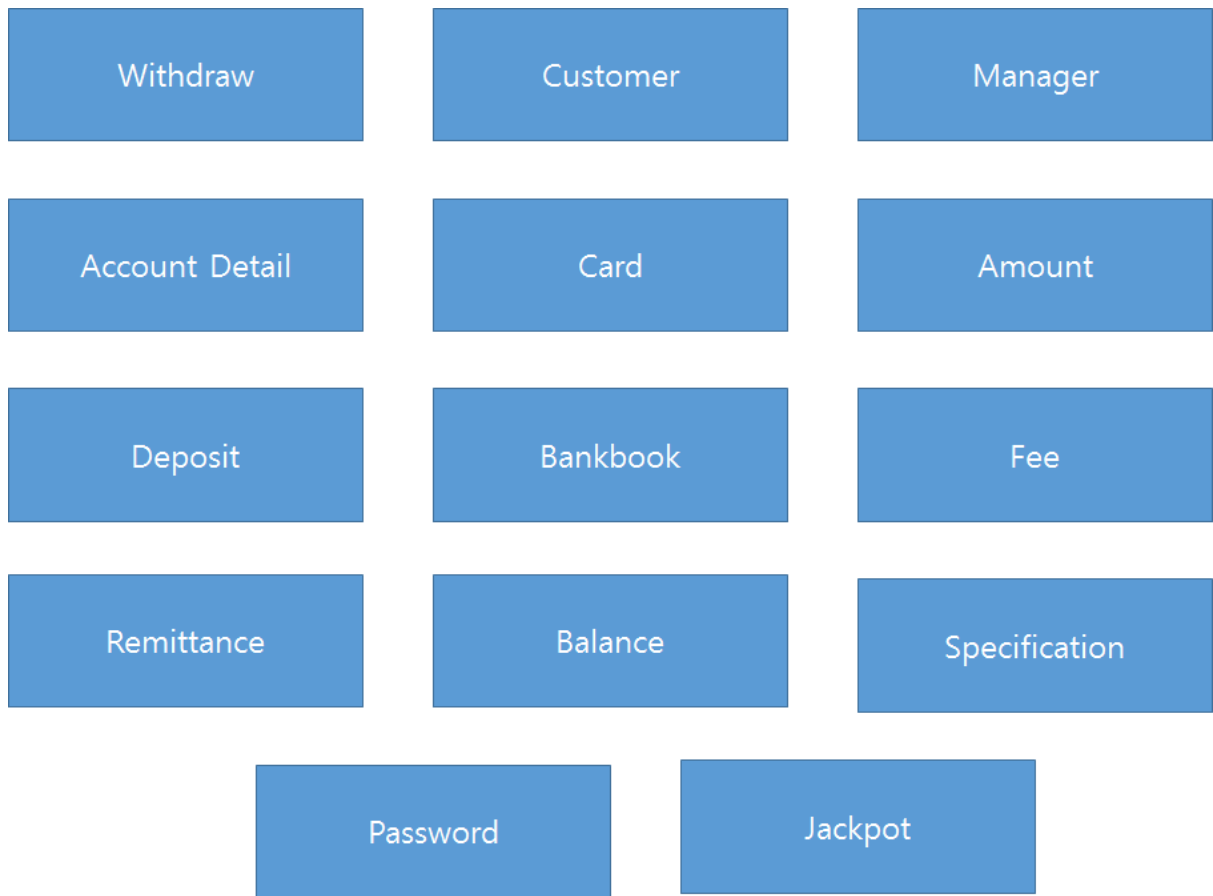 Withdraw
Customer
Manager
Account Detail
Card
Amount
Deposit
Bankbook
Fee
Remittance
Balance
Specification
Password
Jackpot